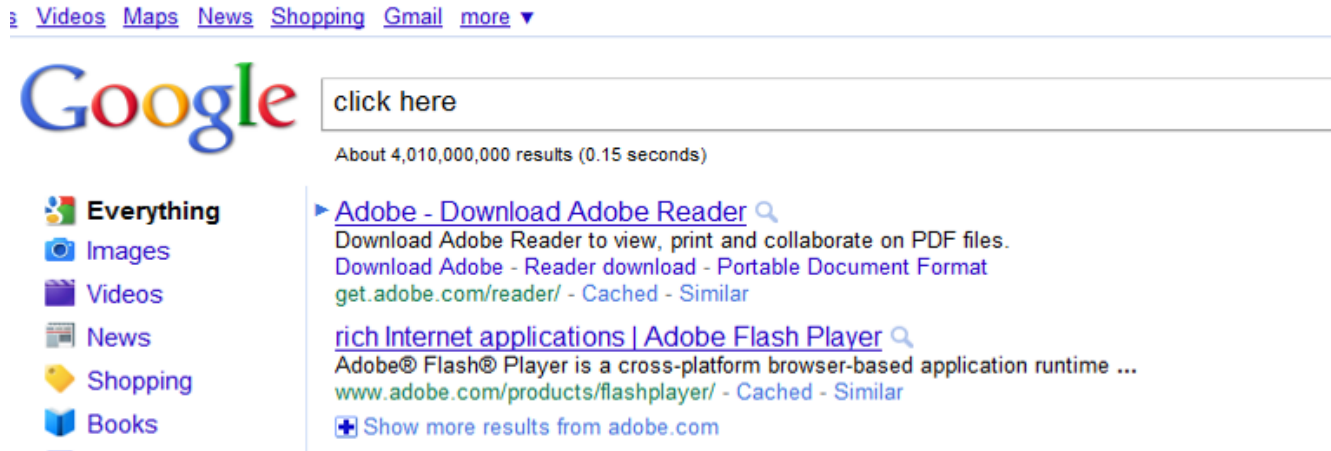 s Videos Maps News Shopping Gmail more ▼
Google
click here
About 4,010,000,000 results (0.15 seconds)
Everything
Images
Videos
News
Shopping
Books
Adobe - Download Adobe Reader
Download Adobe Reader to view, print and collaborate on PDF files.
Download Adobe - Reader download - Portable Document Format
get.adobe.com/reader/ - Cached - Similar
rich Internet applications | Adobe Flash Player
Adobe® Flash® Player is a cross-platform browser-based application runtime ...
www.adobe.com/products/flashplayer/ - Cached - Similar
Show more results from adobe.com